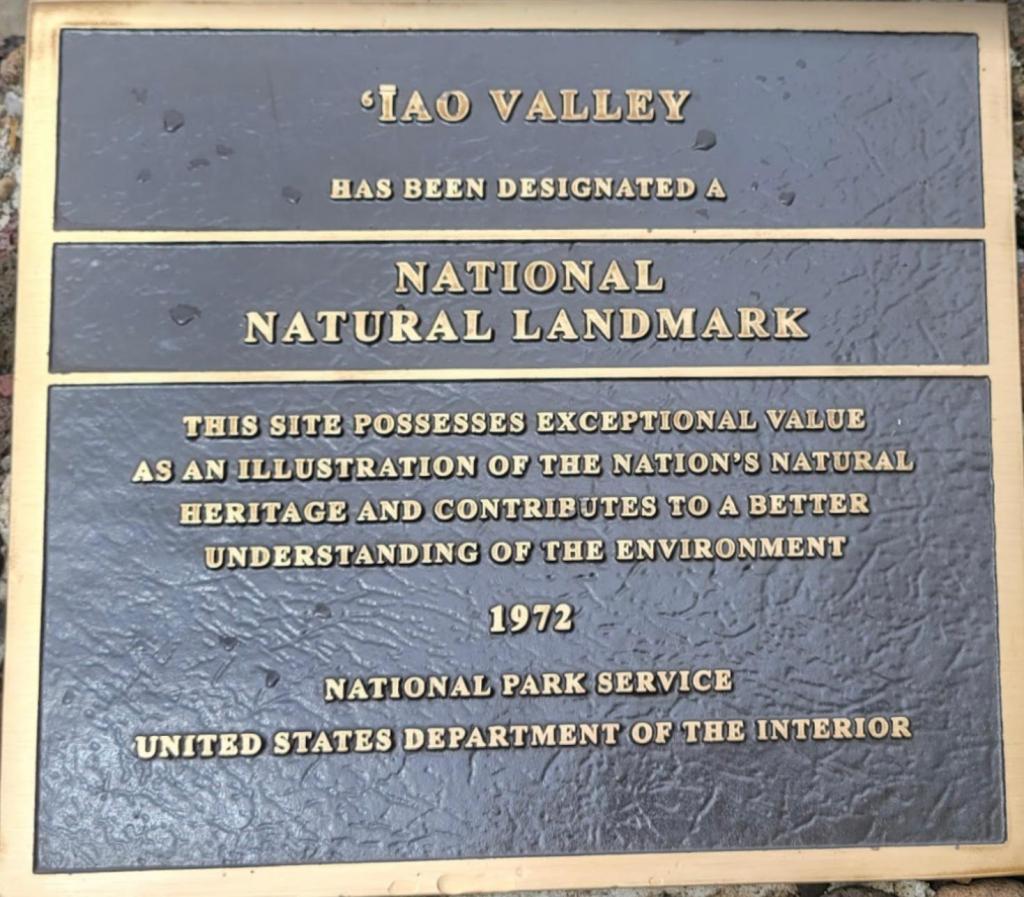 ‘ĪAO VALLEY
HAS BEEN DESIGNATED A
NATIONAL
NATURAL LANDMARK
THIS SITE POSSESSES EXCEPTIONAL VALUE
AS AN ILLUSTRATION OF THE NATION’S NATURAL
HERITAGE AND CONTRIBUTES TO A BETTER
UNDERSTANDING OF THE ENVIRONMENT
1972
NATIONAL PARK SERVICE
UNITED STATES DEPARTMENT OF THE INTERIOR